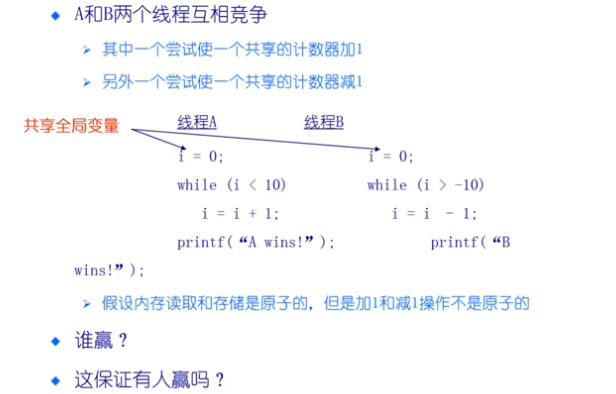 A和B两个线程互相竞争
其中一个尝试使一个共享的计数器加1
另外一个尝试使一个共享的计数器减1
共享全局变量 线程A 线程B
i = 0; i = 0;
while (i < 10) while (i > -10)
i = i + 1; i = i - 1;
printf(“A wins!”); printf(“B
wins!”);
假设内存读取和存储是原子的，但是加1和减1操作不是原子的
谁赢？
这保证有人赢吗？